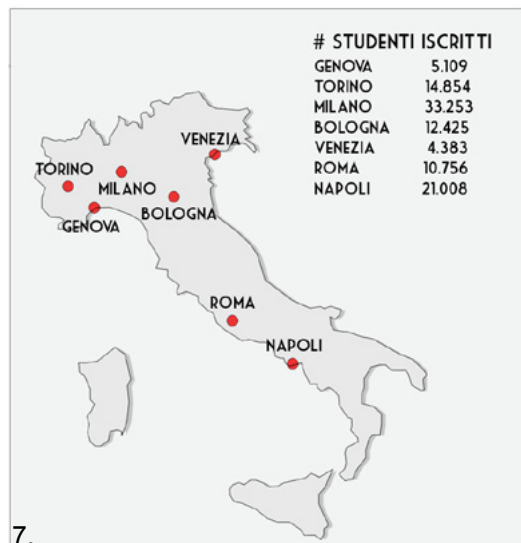 # STUDENTI ISCRITTI
GENOVA 5.109
TORINO 14.854
MILANO 33.253
BOLOGNA 12.425
VENEZIA 4.383
ROMA 10.756
NAPOLI 21.008
VENEZIA
TORINO
MILANO
BOLOGNA
GENOVA
ROMA
NAPOLI
7.